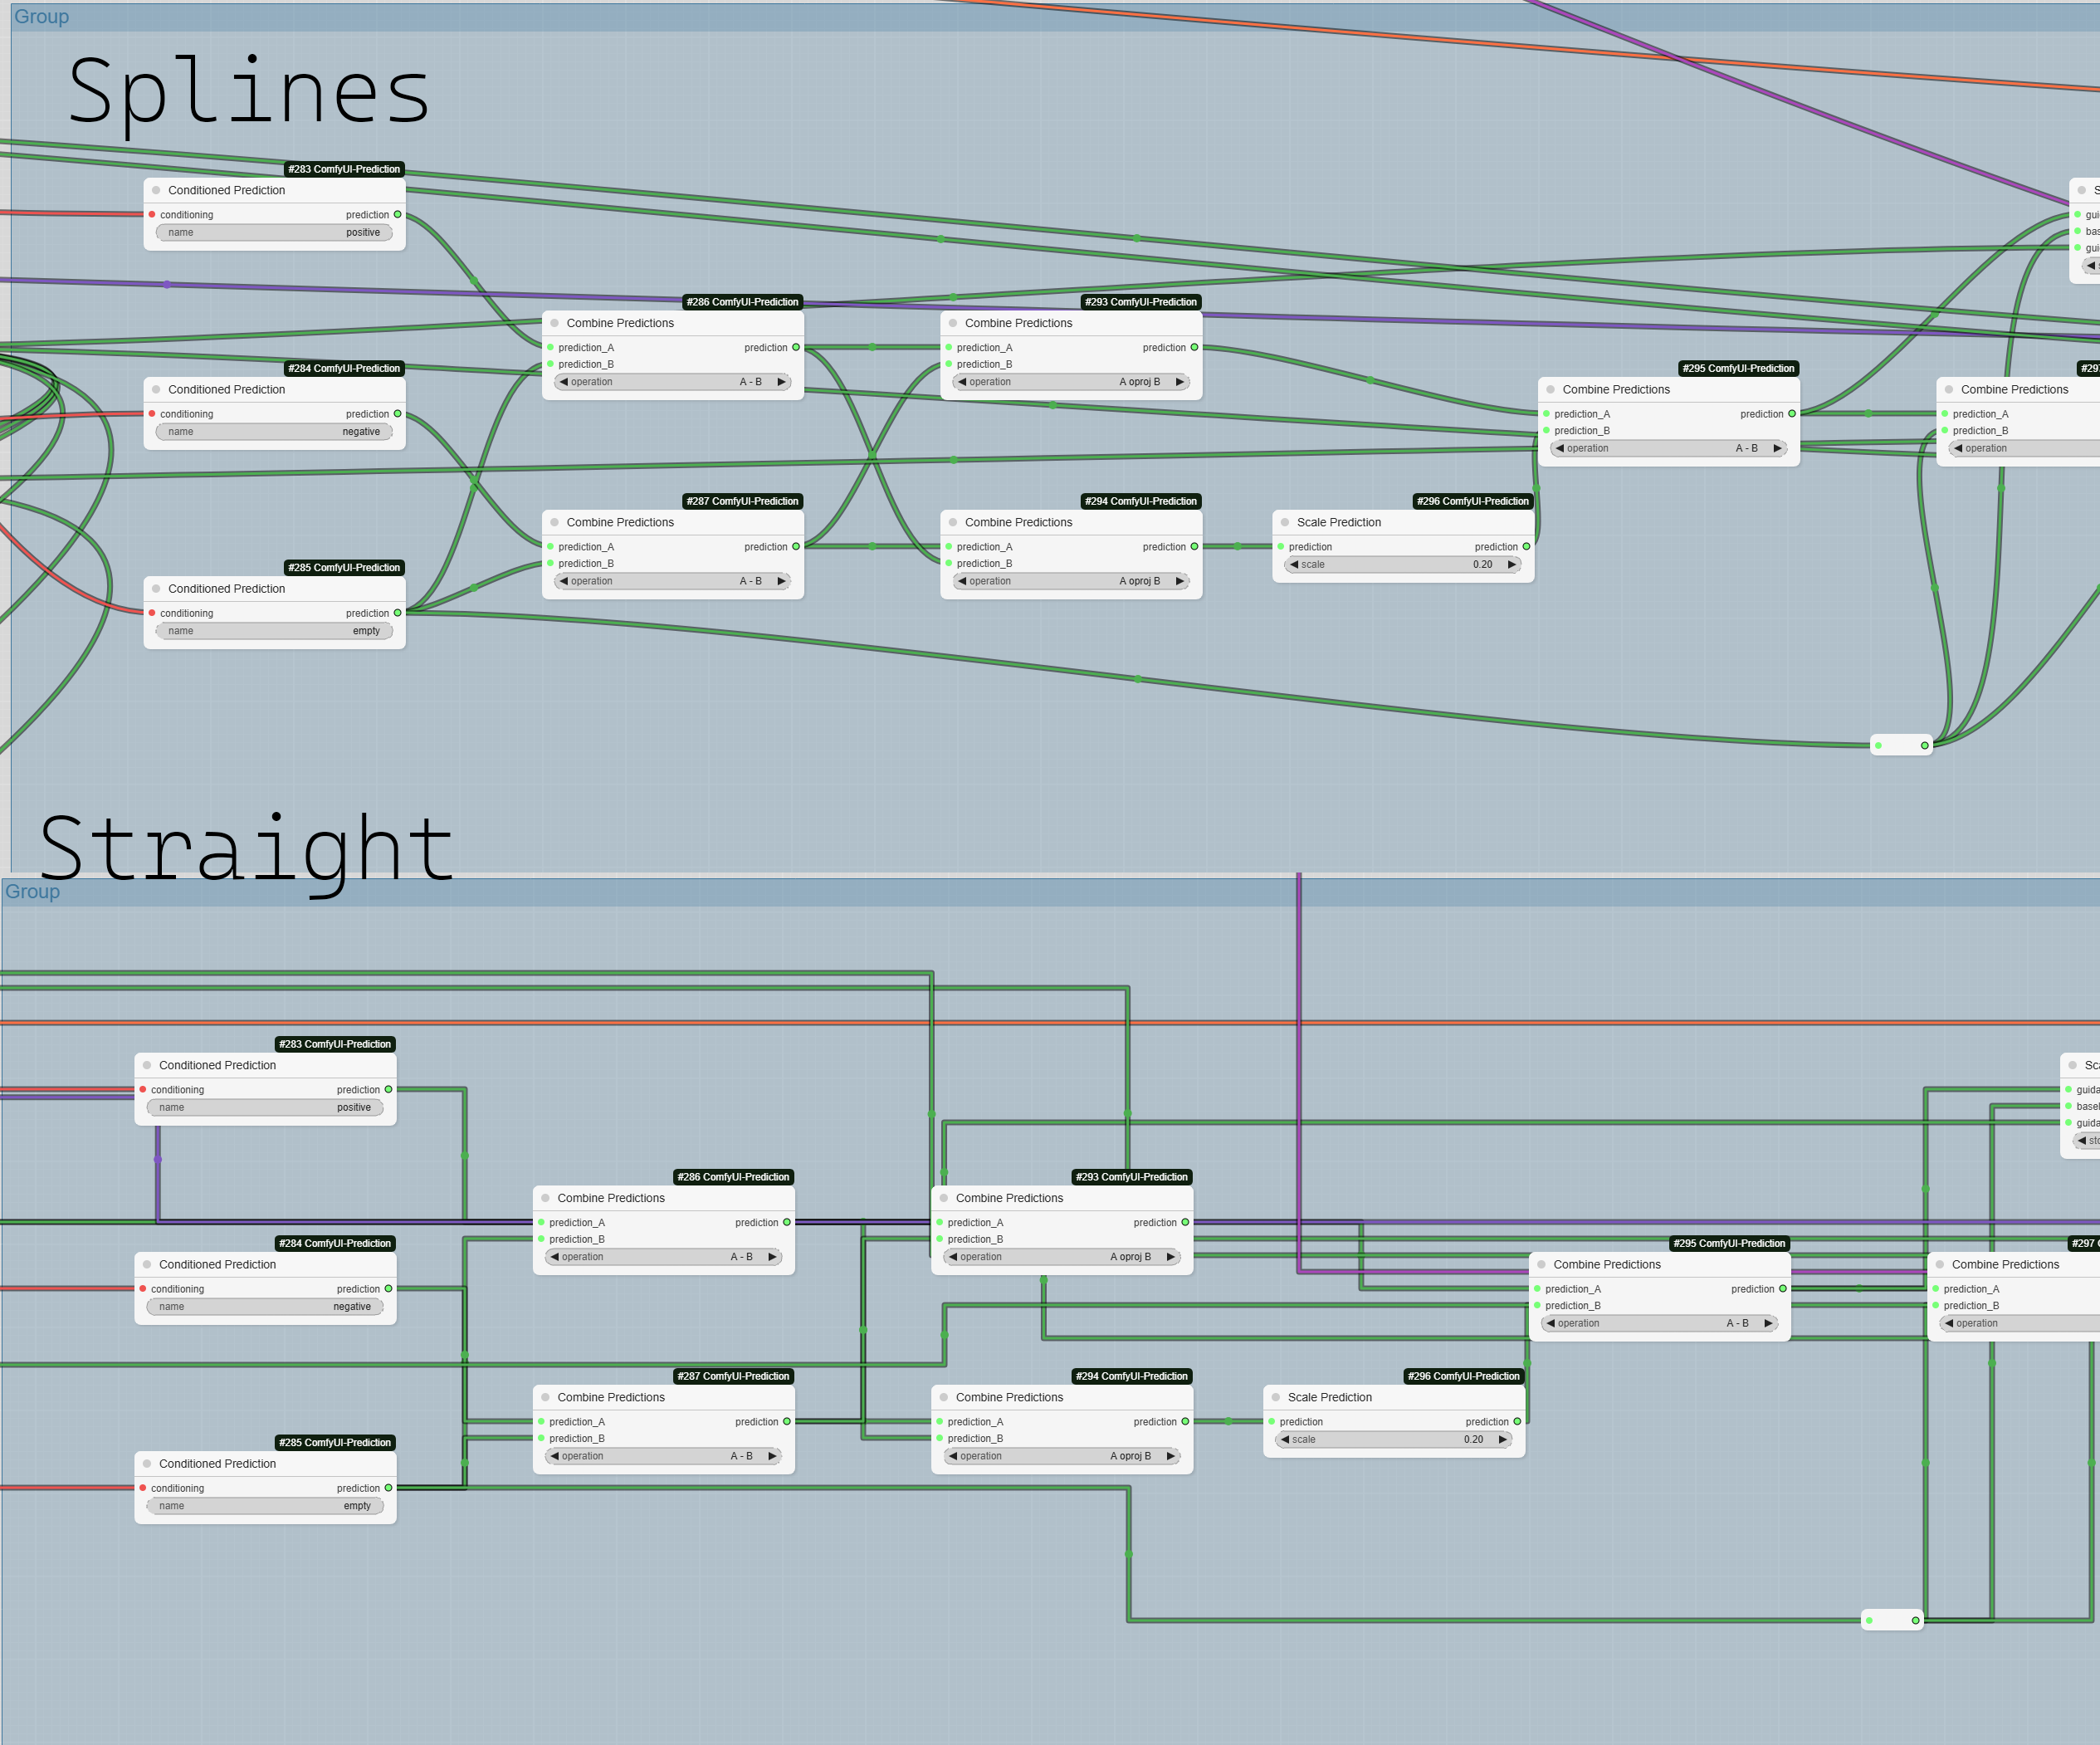 Group
Splines
#283 ComfyUI-Prediction
Conditioned Prediction
conditioning prediction
name positive
#284 ComfyUI-Prediction
Conditioned Prediction
conditioning prediction
name negative
#285 ComfyUI-Prediction
Conditioned Prediction
conditioning prediction
name empty
#286 ComfyUI-Prediction
Combine Predictions
prediction_A prediction
prediction_B
operation A - B
#287 ComfyUI-Prediction
Combine Predictions
prediction_A prediction
prediction_B
operation A - B
#293 ComfyUI-Prediction
Combine Predictions
prediction_A prediction
prediction_B
operation A oproj B
#294 ComfyUI-Prediction
Combine Predictions
prediction_A prediction
prediction_B
operation A oproj B
#296 ComfyUI-Prediction
Scale Prediction
prediction prediction
scale 0.20
#295 ComfyUI-Prediction
Combine Predictions
prediction_A prediction
prediction_B
operation A - B
Combine Predictions
prediction_A
prediction_B
operation
Straight
Group
#283 ComfyUI-Prediction
Conditioned Prediction
conditioning prediction
name positive
#284 ComfyUI-Prediction
Conditioned Prediction
conditioning prediction
name negative
#285 ComfyUI-Prediction
Conditioned Prediction
conditioning prediction
name empty
#286 ComfyUI-Prediction
Combine Predictions
prediction_A prediction
prediction_B
operation A - B
#287 ComfyUI-Prediction
Combine Predictions
prediction_A prediction
prediction_B
operation A - B
#293 ComfyUI-Prediction
Combine Predictions
prediction_A prediction
prediction_B
operation A oproj B
#294 ComfyUI-Prediction
Combine Predictions
prediction_A prediction
prediction_B
operation A oproj B
#296 ComfyUI-Prediction
Scale Prediction
prediction prediction
scale 0.20
#295 ComfyUI-Prediction
Combine Predictions
prediction_A prediction
prediction_B
operation A - B
#297
Combine Predictions
prediction_A
prediction_B
operation